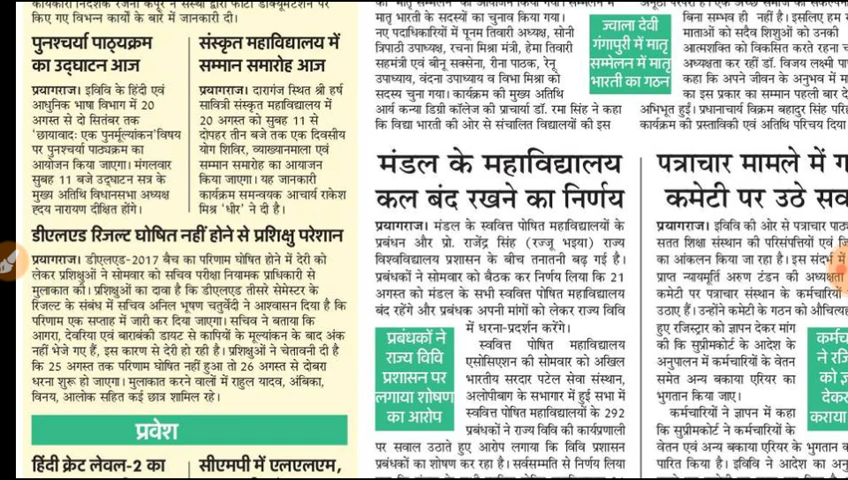 कार्यकारी निदेशक रंजना कपूर ने संस्था द्वारा फोटो डॉक्यूमेंटेशन पर
किए गए विभिन्न कार्यों के बारे में जानकारी दी।
पुनश्चर्या पाठ्यक्रम
का उद्घाटन आज
प्रयागराज। इविवि के हिंदी एवं
आधुनिक भाषा विभाग में 20
अगस्त से दो सितंबर तक
'छायावादः एक पुनर्मूल्यांकन'विषय
पर पुनश्चर्या पाठ्यक्रम का
आयोजन किया जाएगा। मंगलवार
सुबह 11 बजे उद्घाटन सत्र के
मुख्य अतिथि विधानसभा अध्यक्ष
ह्दय नारायण दीक्षित होंगे।
संस्कृत महाविद्यालय में
सम्मान समारोह आज
प्रयागराज। दारागंज स्थित श्री हर्ष
सावित्री संस्कृत महाविद्यालय में
20 अगस्त को सुबह 11 से
दोपहर तीन बजे तक एक दिवसीय
योग शिविर, व्याख्यानमाला एवं
सम्मान समारोह का आयोजन
किया जाएगा। यह जानकारी
कार्यक्रम समन्वयक आचार्य राकेश
मिश्र 'धीर' ने दी है।
डीएलएड रिजल्ट घोषित नहीं होने से प्रशिक्षु परेशान
प्रयागराज। डीएलएड-2017 बैच का परिणाम घोषित होने में देरी को
लेकर प्रशिक्षुओं ने सोमवार को सचिव परीक्षा नियामक प्राधिकारी से
मुलाकात की। प्रशिक्षुओं का दावा है कि डीएलएड तीसरे सेमेस्टर के
रिजल्ट के संबंध में सचिव अनिल भूषण चतुर्वेदी ने आश्वासन दिया है कि
परिणाम एक सप्ताह में जारी कर दिया जाएगा। सचिव ने बताया कि
आगरा, देवरिया एवं बाराबंकी डायट से कापियों के मूल्यांकन के बाद अंक
नहीं भेजे गए हैं, इस कारण से देरी हो रही है। प्रशिक्षुओं ने चेतावनी दी है
कि 25 अगस्त तक परिणाम घोषित नहीं हुआ तो 26 अगस्त से दोबारा
धरना शुरू हो जाएगा। मुलाकात करने वालों में राहुल यादव, अंबिका,
विनय, आलोक सहित कई छात्र शामिल रहे।
प्रवेश
हिंदी क्रेट लेवल-2 का
सीएमपी में एलएलएम,
मातृ भारती के सदस्यों का चुनाव किया गया।
नए पदाधिकारियों में पूनम तिवारी अध्यक्ष, सोनी
त्रिपाठी उपाध्यक्ष, रचना मिश्रा मंत्री, हेमा तिवारी
सहमंत्री एवं बीनू सक्सेना, रीना पाठक, रेनू
उपाध्याय, वंदना उपाध्याय व विभा मिश्रा को
सदस्य चुना गया। कार्यक्रम की मुख्य अतिथि
आर्य कन्या डिग्री कॉलेज की प्राचार्या डॉ. रमा सिंह ने कहा
कि विद्या भारती की ओर से संचालित विद्यालयों की इस
ज्वाला देवी
गंगापुरी में मातृ
सम्मेलन में मातृ
भारती का गठन
बिना सम्भव ही नहीं है। इसलिए हम
माताओं को सदैव शिशुओं को उनकी
आत्मशक्ति को विकसित करते रहना
अध्यक्षता कर रहीं डॉ. विजय लक्ष्मी
कहा कि अपने जीवन के अनुभव में
का इस प्रकार का सम्मान पहली बार
अभिभूत हुईं। प्रधानाचार्य विक्रम बहादुर सिंह
कार्यक्रम की प्रस्ताविकी एवं अतिथि परिचय दिया
मंडल के महाविद्यालय
कल बंद रखने का निर्णय
प्रयागराज। मंडल के स्ववित्त पोषित महाविद्यालयों के
प्रबंधन और प्रो. राजेंद्र सिंह (रज्जू भइया) राज्य
विश्वविद्यालय प्रशासन के बीच तनातनी बढ़ गई है।
प्रबंधकों ने सोमवार को बैठक कर निर्णय लिया कि 21
अगस्त को मंडल के सभी स्ववित्त पोषित महाविद्यालय
बंद रहेंगे और प्रबंधक अपनी मांगों को लेकर राज्य विवि
में धरना-प्रदर्शन करेंगे।
प्रबंधकों ने
राज्य विवि
प्रशासन पर
लगाया शोषण
का आरोप
स्ववित्त पोषित महाविद्यालय
एसोसिएशन की सोमवार को अखिल
भारतीय सरदार पटेल सेवा संस्थान,
अलोपीबाग के सभागार में हुई सभा में
स्ववित्त पोषित महाविद्यालयों के 292
प्रबंधकों ने राज्य विवि की कार्यप्रणाली
पर सवाल उठाते हुए आरोप लगाया कि विवि प्रशासन
प्रबंधकों का शोषण कर रहा है। सर्वसम्मति से निर्णय लिया
पत्राचार मामले में
कमेटी पर उठे
प्रयागराज। इविवि की ओर से पत्राचार
सतत शिक्षा संस्थान की परिसंपत्तियों एवं
का आंकलन किया जा रहा है। इस संदर्भ में
प्राप्त न्यायमूर्ति अरुण टंडन की अध्यक्षता
कमेटी पर पत्राचार संस्थान के कर्मचारियों
उठाए हैं। उन्होंने कमेटी के गठन को
हुए रजिस्ट्रार को ज्ञापन देकर मांग
की कि सुप्रीमकोर्ट के आदेश के
अनुपालन में कर्मचारियों के वेतन
समेत अन्य बकाया एरियर का
भुगतान किया जाए।
कर्मचारियों ने ज्ञापन में कहा
कि सुप्रीमकोर्ट ने कर्मचारियों के
वेतन एवं अन्य बकाया एरियर के भुगतान
पारित किया है। इविवि ने आदेश का
ने
को
देकर
कराया